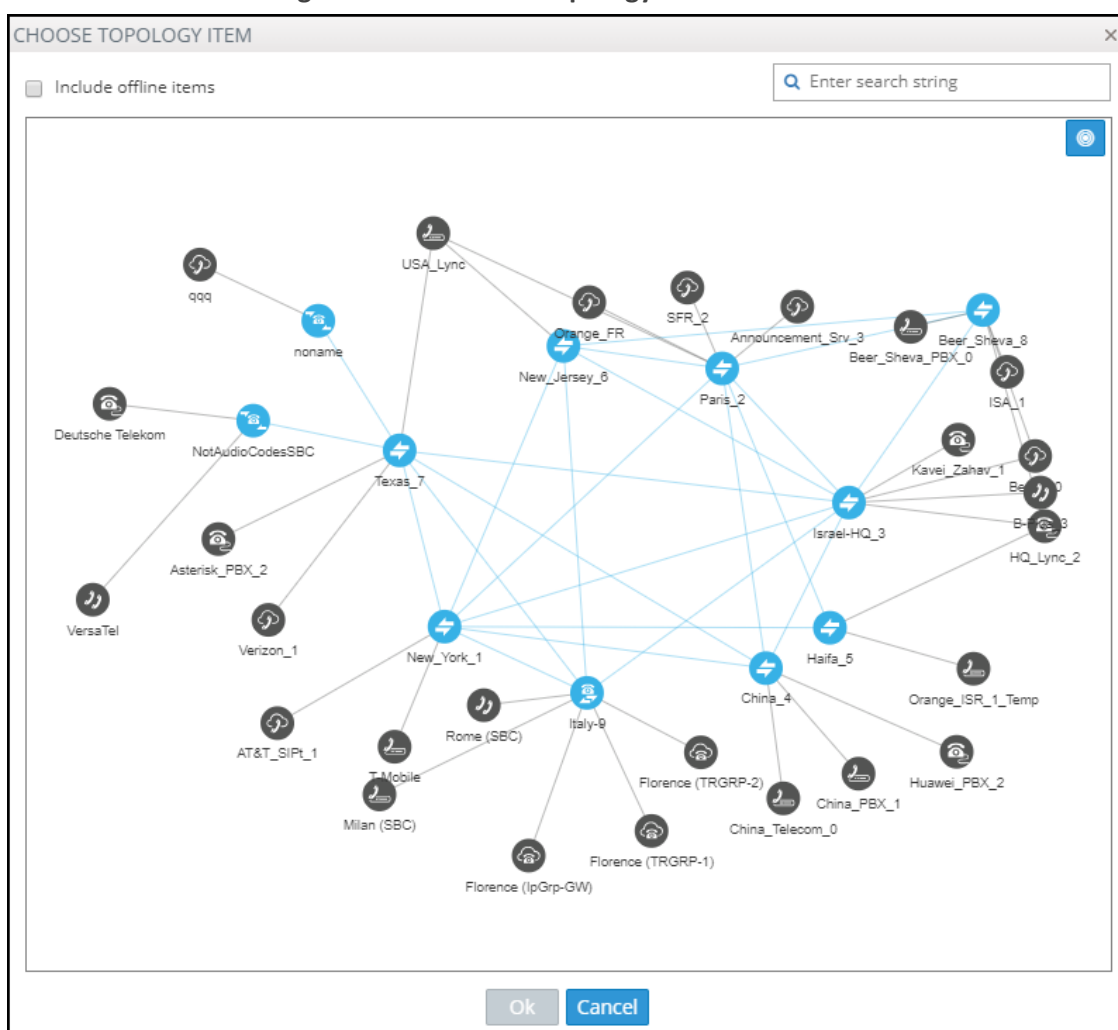 CHOOSE TOPOLOGY ITEM
×
Include offline items
Enter search string
USA_Lync
qqq
Orange_FR
SFR_2
Announcement_Srv_3
Beer_Sheva_PBX_0
Beer_Sheva_8
noname
New_Jersey_6
Paris_2
ISA_1
Deutsche Telekom
NotAudioCodesSBC
Texas_7
Kavei_Zahav_1
Israel-HQ_3
HQ_Lync_2
Asterisk_PBX_2
VersaTel
Verizon_1
New_York_1
Haifa_5
China_4
Orange_ISR_1_Temp
Italy-9
Rome (SBC)
AT&T_SIPt_1
T-Mobile
Florence (TRGRP-2)
Huawei_PBX_2
China_PBX_1
Milan (SBC)
China_Telecom_0
Florence (TRGRP-1)
Florence (IpGrp-GW)
Ok
Cancel